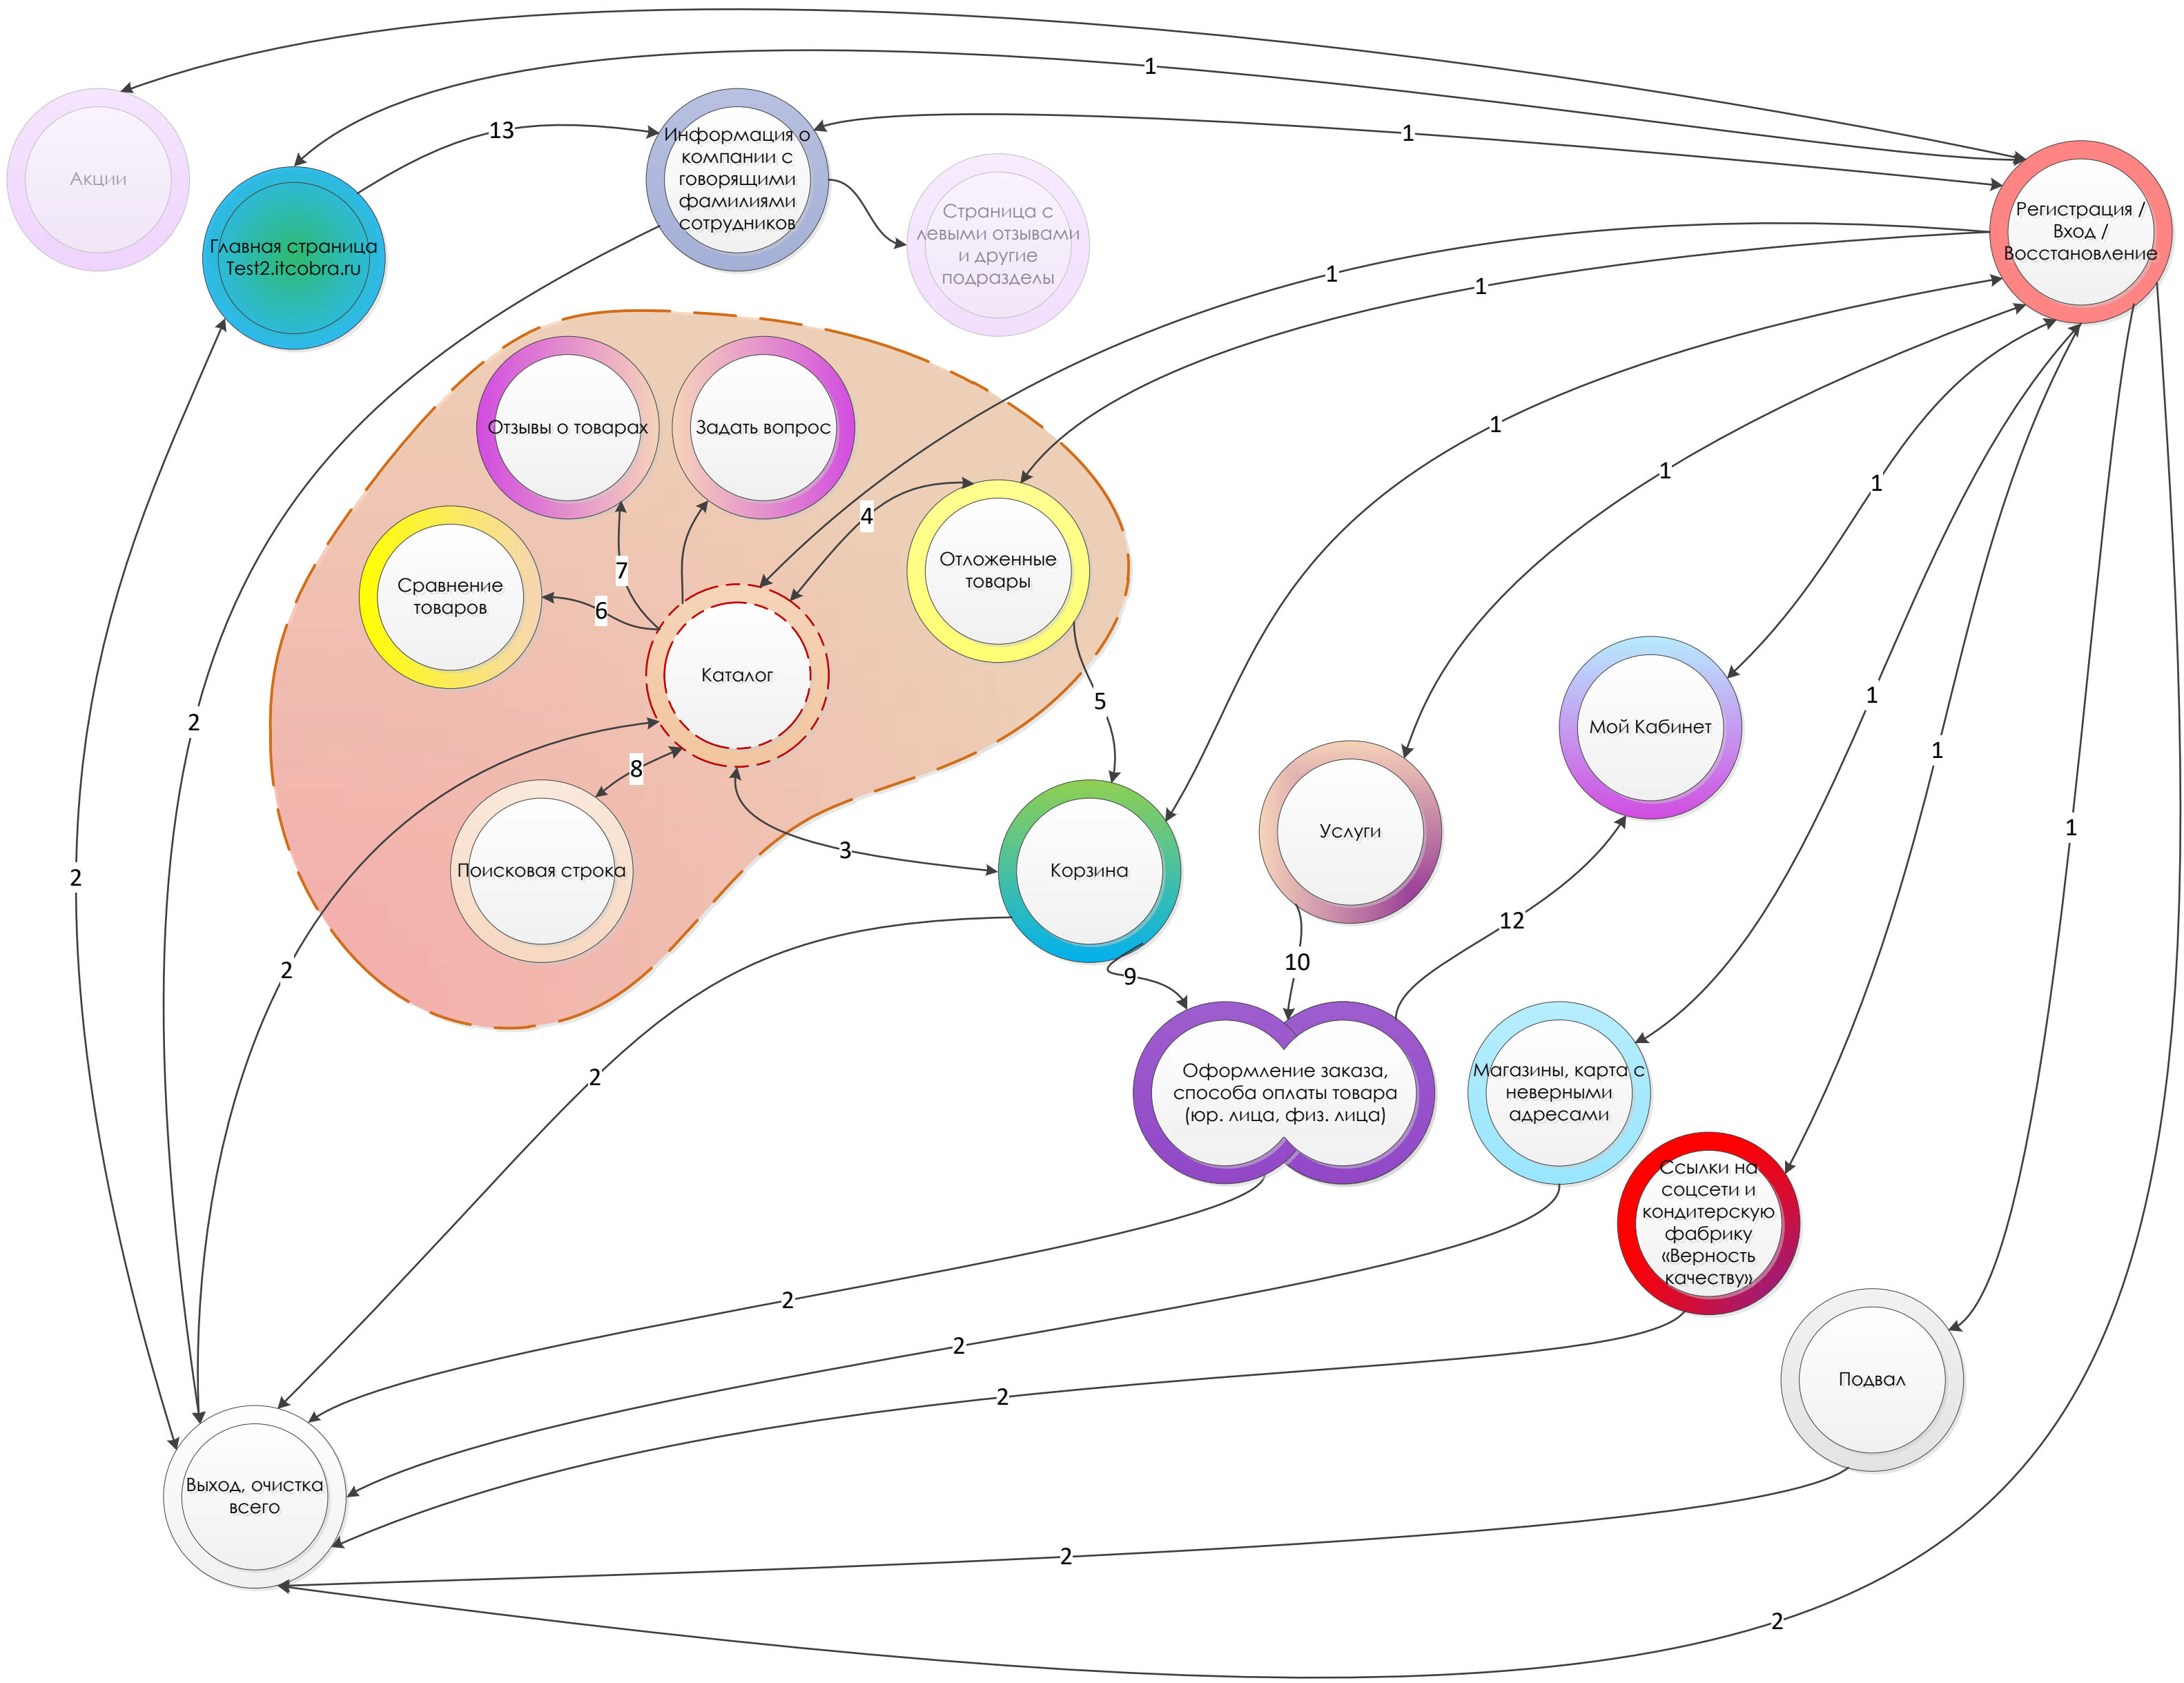 1
13
1
Информация о
компании с
говорящими
фамилиями
сотрудников
Акции
Главная страница
Test2.itcobra.ru
Страница с
левыми отзывами
и другие
подразделы
Регистрация /
Вход /
Восстановление
1
1
Отзывы о товарах
Задать вопрос
1
1
1
4
Отложенные
товары
7
6
Сравнение
товаров
Каталог
5
1
2
Мой Кабинет
1
8
3
Поисковая строка
Корзина
Услуги
1
2
12
2
10
9
2
Оформление заказа,
способа оплаты товара
(юр. лица, физ. лица)
Магазины, карта с
неверными
адресами
Ссылки на
соцсети и
кондитерскую
фабрику
«Верность
качеству»
2
2
2
Подвал
Выход, очистка
всего
2
2